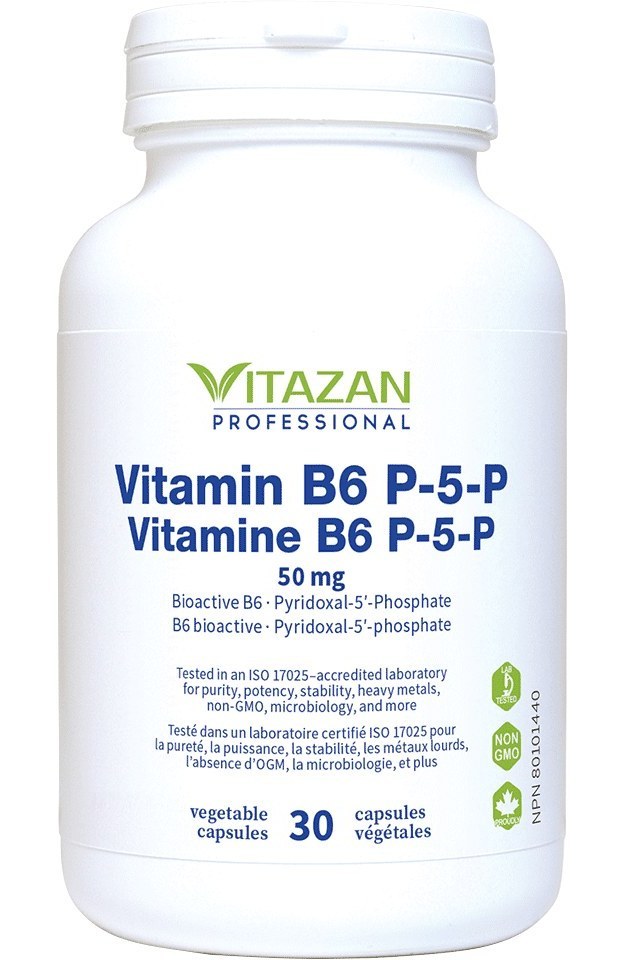 VITAZAN
PROFESSIONAL
Vitamin B6 P-5-P
Vitamine B6 P-5-P
50 mg
Bioactive B6 · Pyridoxal-5′-Phosphate
B6 bioactive · Pyridoxal-5′-phosphate
Tested in an ISO 17025–accredited laboratory
for purity, potency, stability, heavy metals,
non-GMO, microbiology, and more
Testé dans un laboratoire certifié ISO 17025 pour
la pureté, la puissance, la stabilité, les métaux lourds,
l’absence d’OGM, la microbiologie, et plus
LAB
TESTED
NON
GMO
PROUDLY
NPN 80101440
vegetable
capsules
30
capsules
végétales